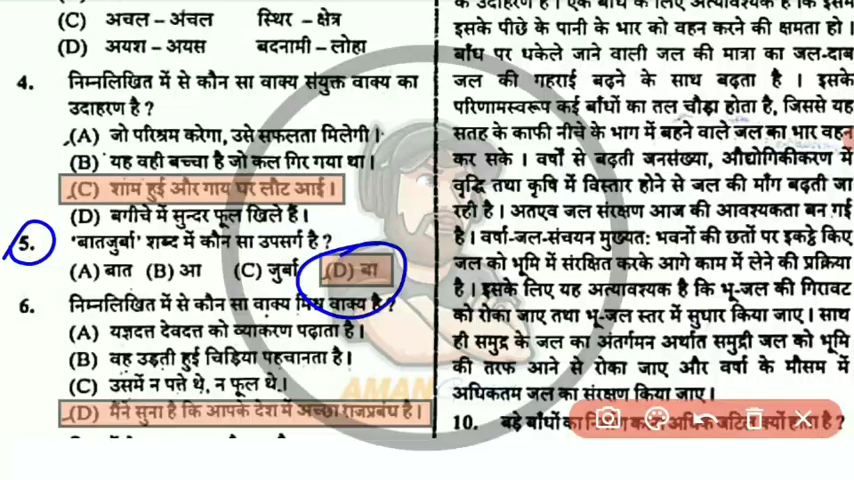 (C) अचल – अंचल स्थिर – क्षेत्र
(D) अयश – अयस बदनामी – लोहा
4. निम्नलिखित में से कौन सा वाक्य संयुक्त वाक्य का
उदाहरण है ?
(A) जो परिश्रम करेगा, उसे सफलता मिलेगी।
(B) यह वही बच्चा है जो कल गिर गया था।
(C) शाम हुई और गाय घर लौट आई।
(D) बगीचे में सुन्दर फूल खिले हैं।
5. 'बातजुर्बा' शब्द में कौन सा उपसर्ग है ?
(A) बात (B) आ (C) जुर्बा (D) बा
6. निम्नलिखित में से कौन सा वाक्य मिश्र वाक्य है ?
(A) यज्ञदत्त देवदत्त को व्याकरण पढ़ाता है।
(B) वह उड़ती हुई चिड़िया पहचानता है।
(C) उसमें न पत्ते थे, न फूल थे।
(D) मैंने सुना है कि आपके देश में अच्छा राजप्रबंध है।
इसके पीछे के पानी के भार को वहन करने की क्षमता हो।
बाँध पर धकेले जाने वाली जल की मात्रा का जल-दाब
जल की गहराई बढ़ने के साथ बढ़ता है । इसके
परिणामस्वरूप कई बाँधों का तल चौड़ा होता है, जिससे यह
सतह के काफी नीचे के भाग में बहने वाले जल का भार वहन
कर सके । वर्षों से बढ़ती जनसंख्या, औद्योगिकीकरण में
वृद्धि तथा कृषि में विस्तार होने से जल की माँग बढ़ती जा
रही है । अतएव जल संरक्षण आज की आवश्यकता बन गई
है । वर्षा-जल-संचयन मुख्यत: भवनों की छतों पर इकट्ठे किए
जल को भूमि में संरक्षित करके आगे काम में लेने की प्रक्रिया
है । इसके लिए यह अत्यावश्यक है कि भू-जल की गिरावट
को रोका जाए तथा भू-जल स्तर में सुधार किया जाए । साथ
ही समुद्र के जल का अंतर्गमन अर्थात समुद्री जल को भूमि
की तरफ आने से रोका जाए और वर्षा के मौसम में
अधिकतम जल का संरक्षण किया जाए।
10. बड़े बाँधों का अधिक जटिल क्यों होता है ?
AMAN